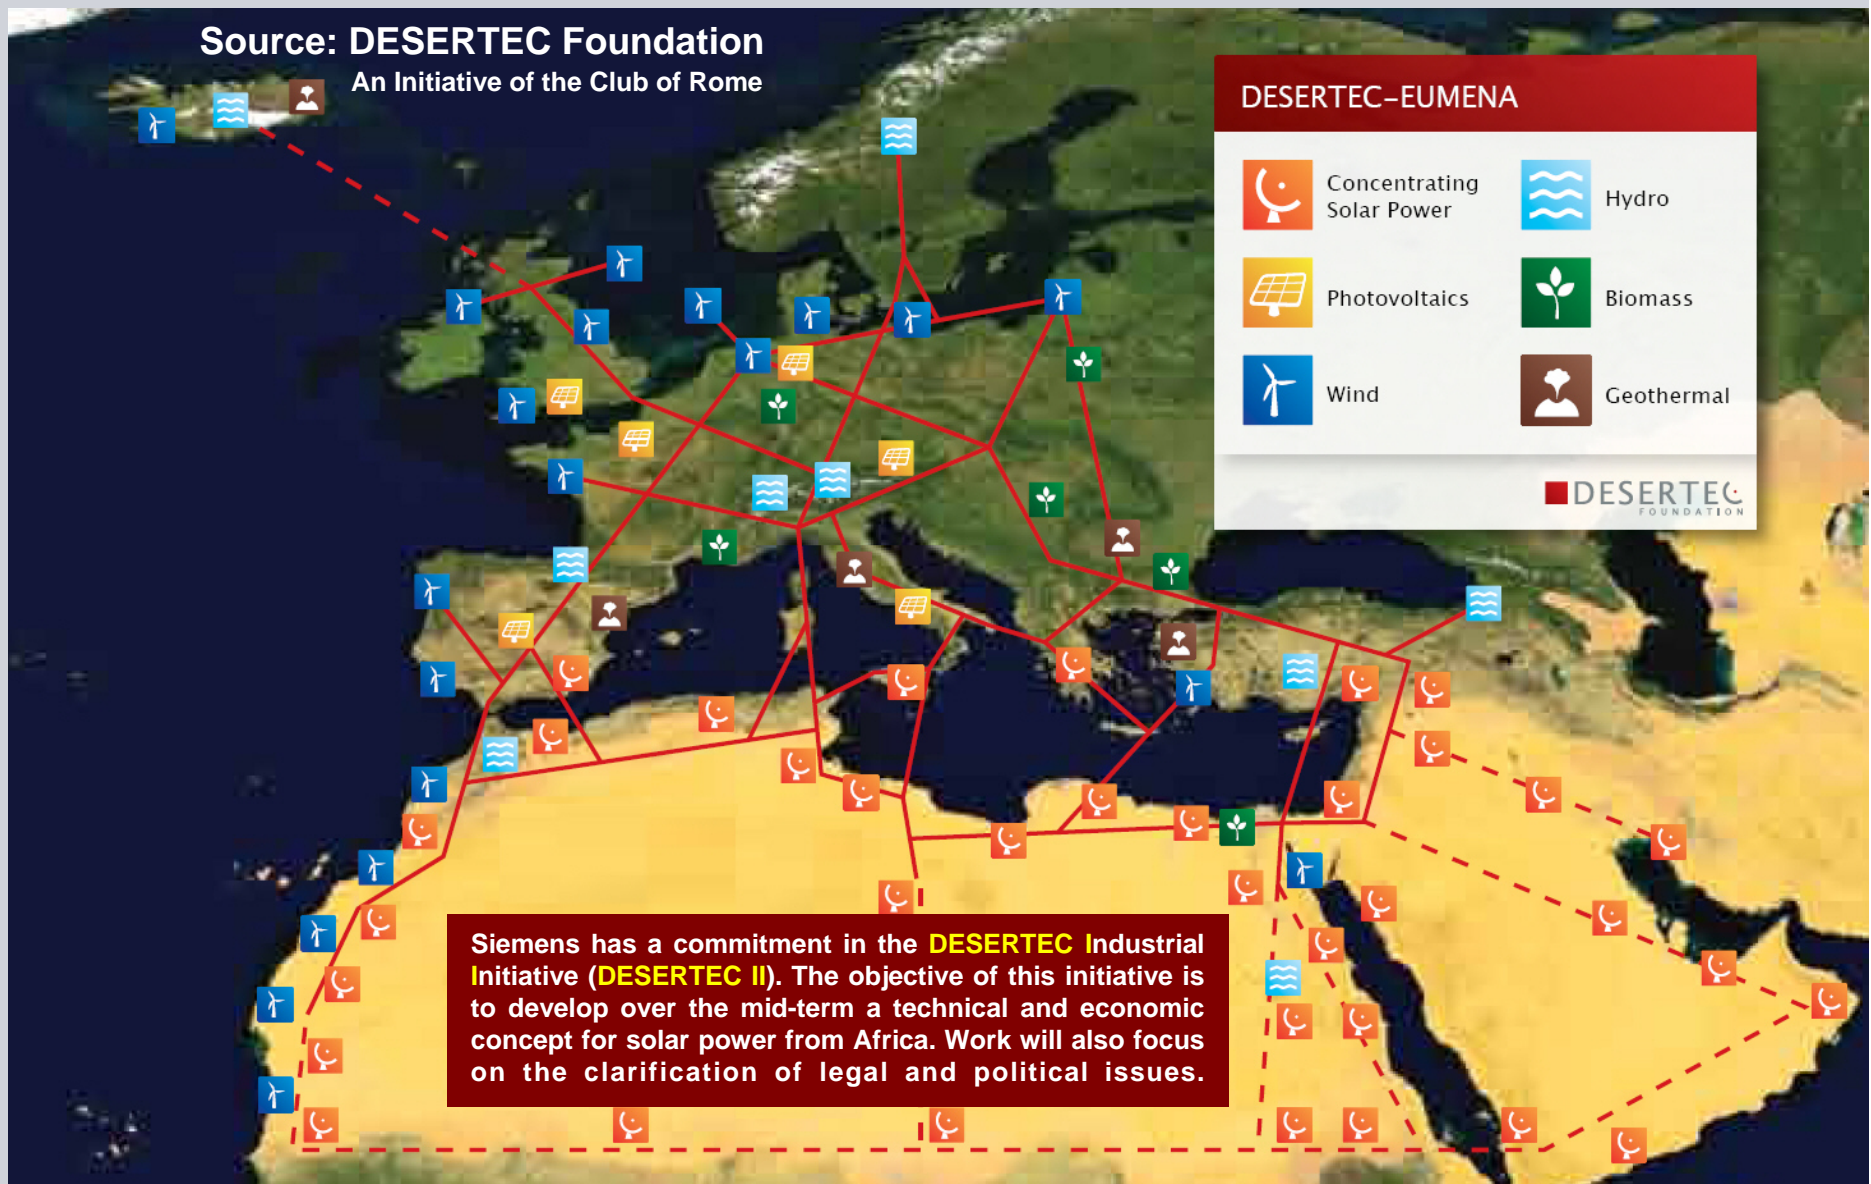 Source: DESERTEC Foundation
An Initiative of the Club of Rome
DESERTEC-EUMENA
Concentrating
Solar Power
Hydro
Photovoltaics
Biomass
Wind
Geothermal
DESERTEC
FOUNDATION
Siemens has a commitment in the DESERTEC Industrial
Initiative (DESERTEC II). The objective of this initiative is
to develop over the mid-term a technical and economic
concept for solar power from Africa. Work will also focus
on the clarification of legal and political issues.